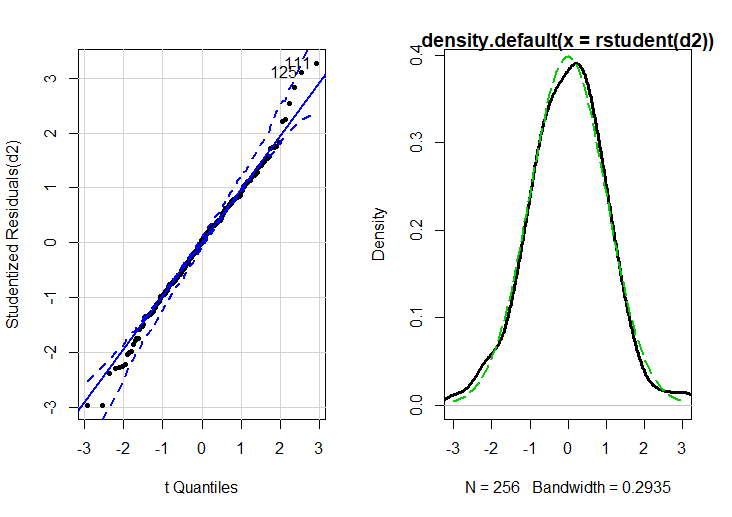 Studentized Residuals(d2)
3
2
1
0
-1
-2
-3
111
125
-3 -2 -1 0 1 2 3
t Quantiles
density.default(x = rstudent(d2))
Density
0.4
0.3
0.2
0.1
0.0
-3 -2 -1 0 1 2 3
N = 256 Bandwidth = 0.2935